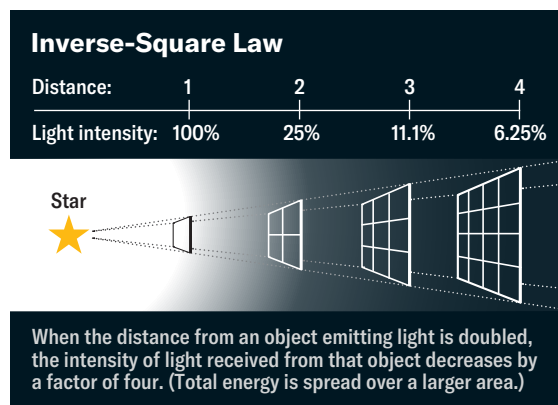 Inverse-Square Law
Distance: 1 2 3 4
Light intensity: 100% 25% 11.1% 6.25%
Star
When the distance from an object emitting light is doubled,
the intensity of light received from that object decreases by
a factor of four. (Total energy is spread over a larger area.)